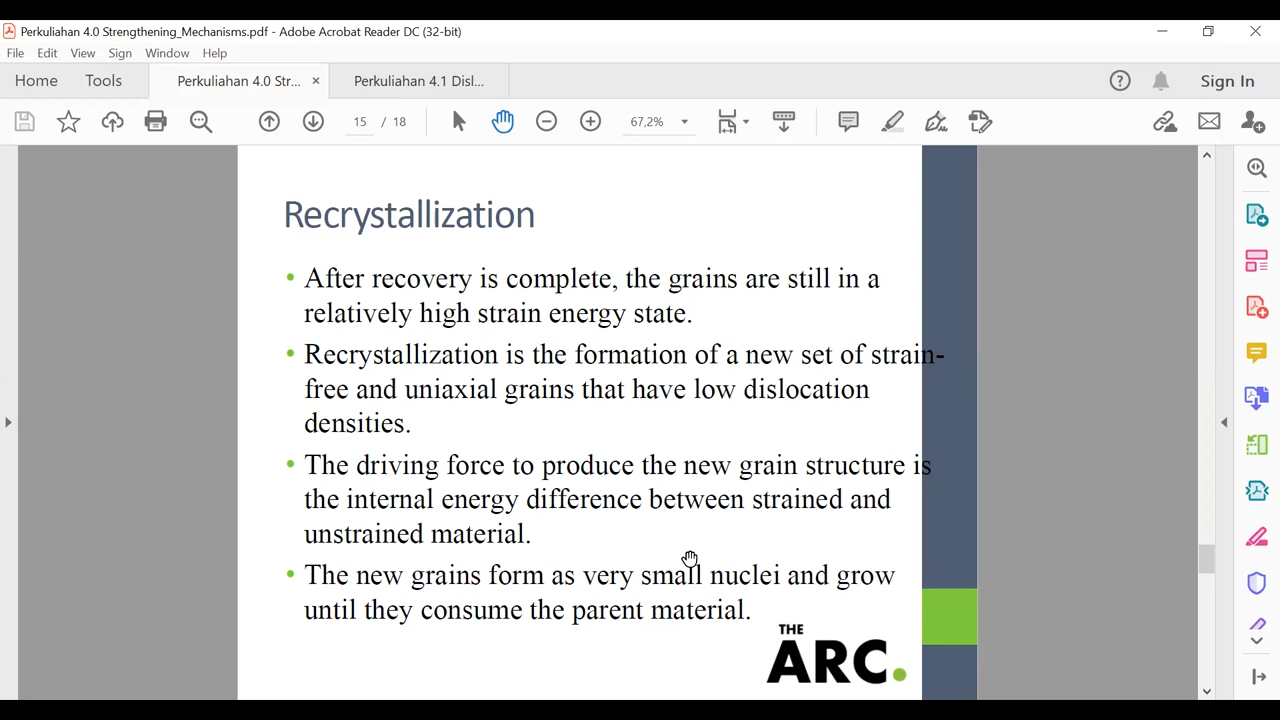 Perkuliahan 4.0 Strengthening_Mechanisms.pdf - Adobe Acrobat Reader DC (32-bit)
File Edit View Sign Window Help
Home Tools Perkuliahan 4.0 Str... × Perkuliahan 4.1 Disl... Sign In
15 / 18 67,2%
Recrystallization
• After recovery is complete, the grains are still in a
relatively high strain energy state.
• Recrystallization is the formation of a new set of strain-
free and uniaxial grains that have low dislocation
densities.
• The driving force to produce the new grain structure is
the internal energy difference between strained and
unstrained material.
• The new grains form as very small nuclei and grow
until they consume the parent material.
THE
ARC.